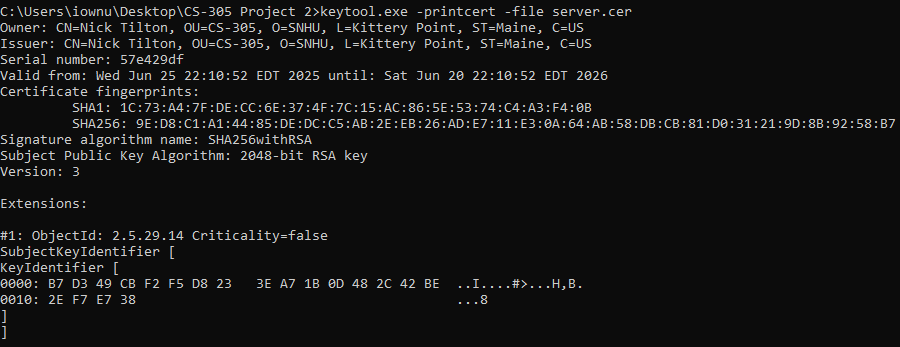 C:\Users\iownu\Desktop\CS-305 Project 2>keytool.exe -printcert -file server.cer
Owner: CN=Nick Tilton, OU=CS-305, O=SNHU, L=Kittery Point, ST=Maine, C=US
Issuer: CN=Nick Tilton, OU=CS-305, O=SNHU, L=Kittery Point, ST=Maine, C=US
Serial number: 57e429df
Valid from: Wed Jun 25 22:10:52 EDT 2025 until: Sat Jun 20 22:10:52 EDT 2026
Certificate fingerprints:
         SHA1: 1C:73:A4:7F:DE:CC:6E:37:4F:7C:15:AC:86:5E:53:74:C4:A3:F4:0B
         SHA256: 9E:D8:C1:A1:44:85:DE:DC:C5:AB:2E:EB:26:AD:E7:11:E3:0A:64:AB:58:DB:CB:81:D0:31:21:9D:8B:92:58:B7
Signature algorithm name: SHA256withRSA
Subject Public Key Algorithm: 2048-bit RSA key
Version: 3

Extensions:

#1: ObjectId: 2.5.29.14 Criticality=false
SubjectKeyIdentifier [
KeyIdentifier [
0000: B7 D3 49 CB F2 F5 D8 23   3E A7 1B 0D 48 2C 42 BE  ..I....#>...H,B.
0010: 2E F7 E7 38                                        ...8
]
]